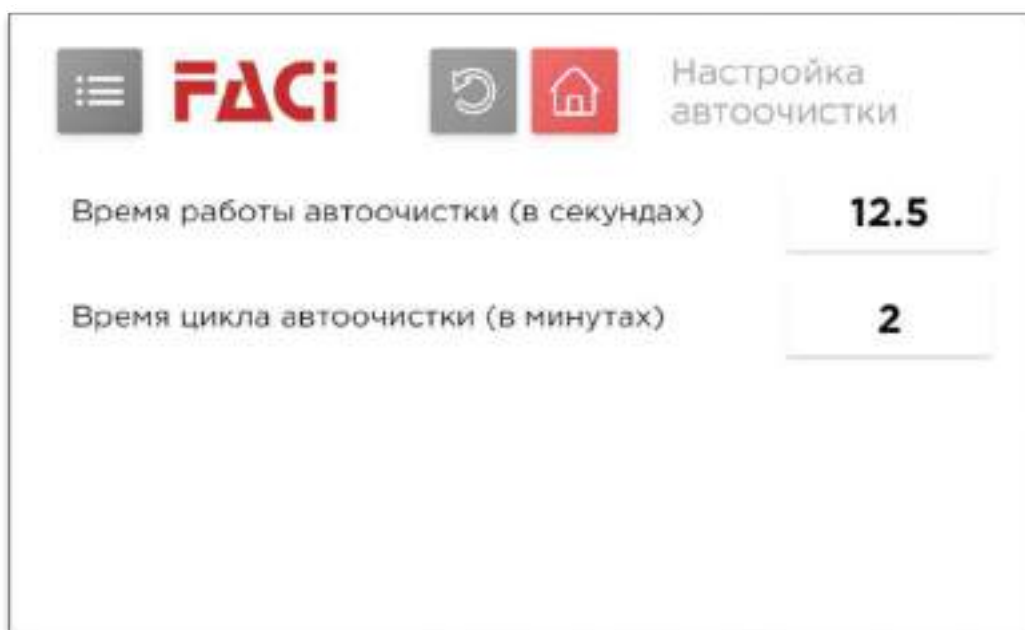 FACi
Настройка
автоочистки
Время работы автоочистки (в секундах)
12.5
Время цикла автоочистки (в минутах)
2